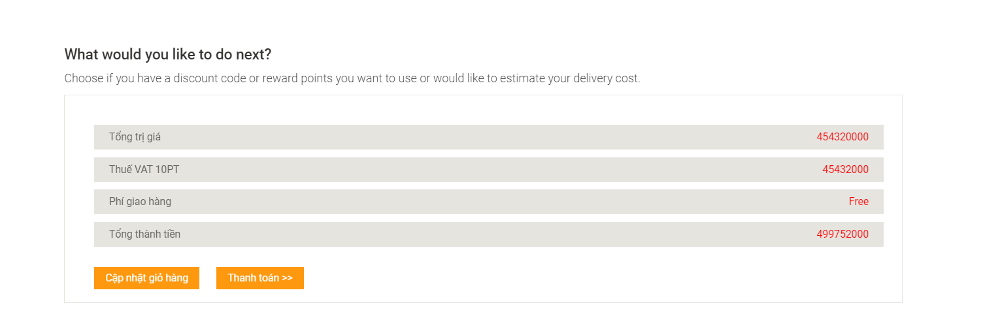 What would you like to do next?
Choose if you have a discount code or reward points you want to use or would like to estimate your delivery cost.
Tổng trị giá 454320000
Thuế VAT 10PT 45432000
Phí giao hàng Free
Tổng thành tiền 499752000
Cập nhật giỏ hàng Thanh toán >>